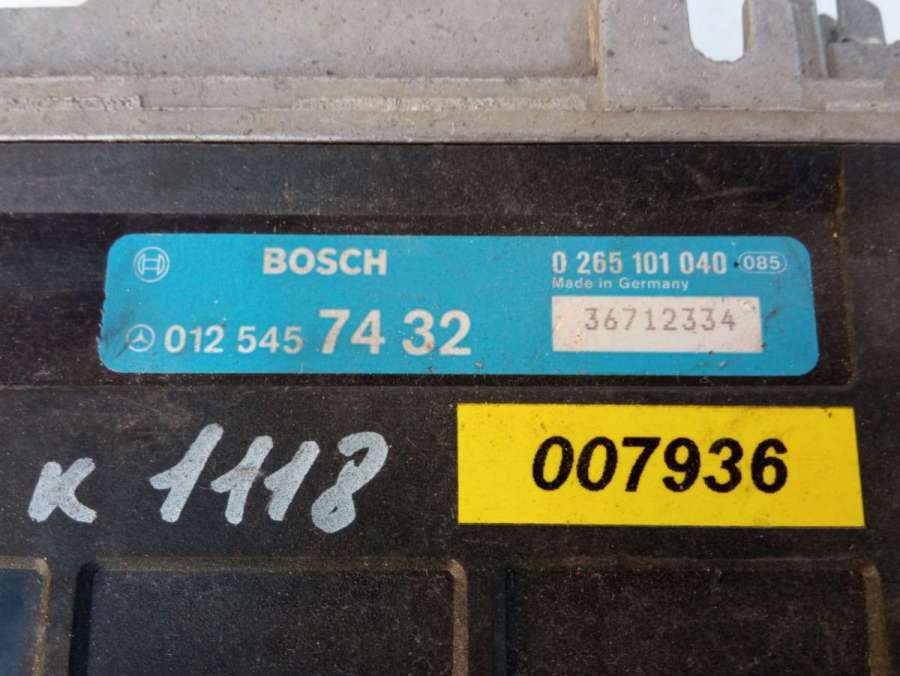 BOSCH 0 265 101 040 085
Made in Germany
012 545 74 32 36712334
K 1118 007936